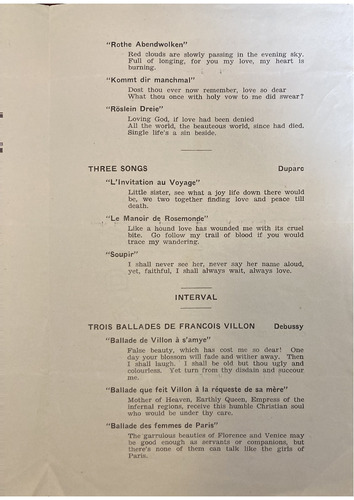 "Rothe Abendwolken"
Red clouds are slowly passing in the evening sky.
Full of longing, for you my love, my heart is
burning.
"Kommt dir manchmal"
Dost thou ever now remember, love so dear
What thou once with holy vow to me did swear?
"Röslein Dreie"
Loving God, if love had been denied
All the world, the beauteous world, since had died.
Single life's a sin beside.
THREE SONGS Duparc
"L'Invitation au Voyage"
Little sister, see what a joy life down there would
be, we two together finding love and peace till
death.
"Le Manoir de Rosemonde"
Like a hound love has wounded me with its cruel
bite. Go follow my trail of blood if you would
trace my wandering.
"Soupir"
I shall never see her, never say her name aloud,
yet, faithful, I shall always wait, always love.
INTERVAL
TROIS BALLADES DE FRANCOIS VILLON Debussy
"Ballade de Villon à s'amye"
False beauty, which has cost me so dear! One
day your blossom will fade and wither away. Then
I shall laugh. I shall be old but thou ugly and
colourless. Yet turn from thy disdain and succour
me.
"Ballade que feit Villon à la réqueste de sa mère"
Mother of Heaven, Earthly Queen, Empress of the
infernal regions, receive this humble Christian soul
who would be under thy care.
"Ballade des femmes de Paris"
The garrulous beauties of Florence and Venice may
be good enough as servants or companions, but
there's none of them can talk like the girls of
Paris.